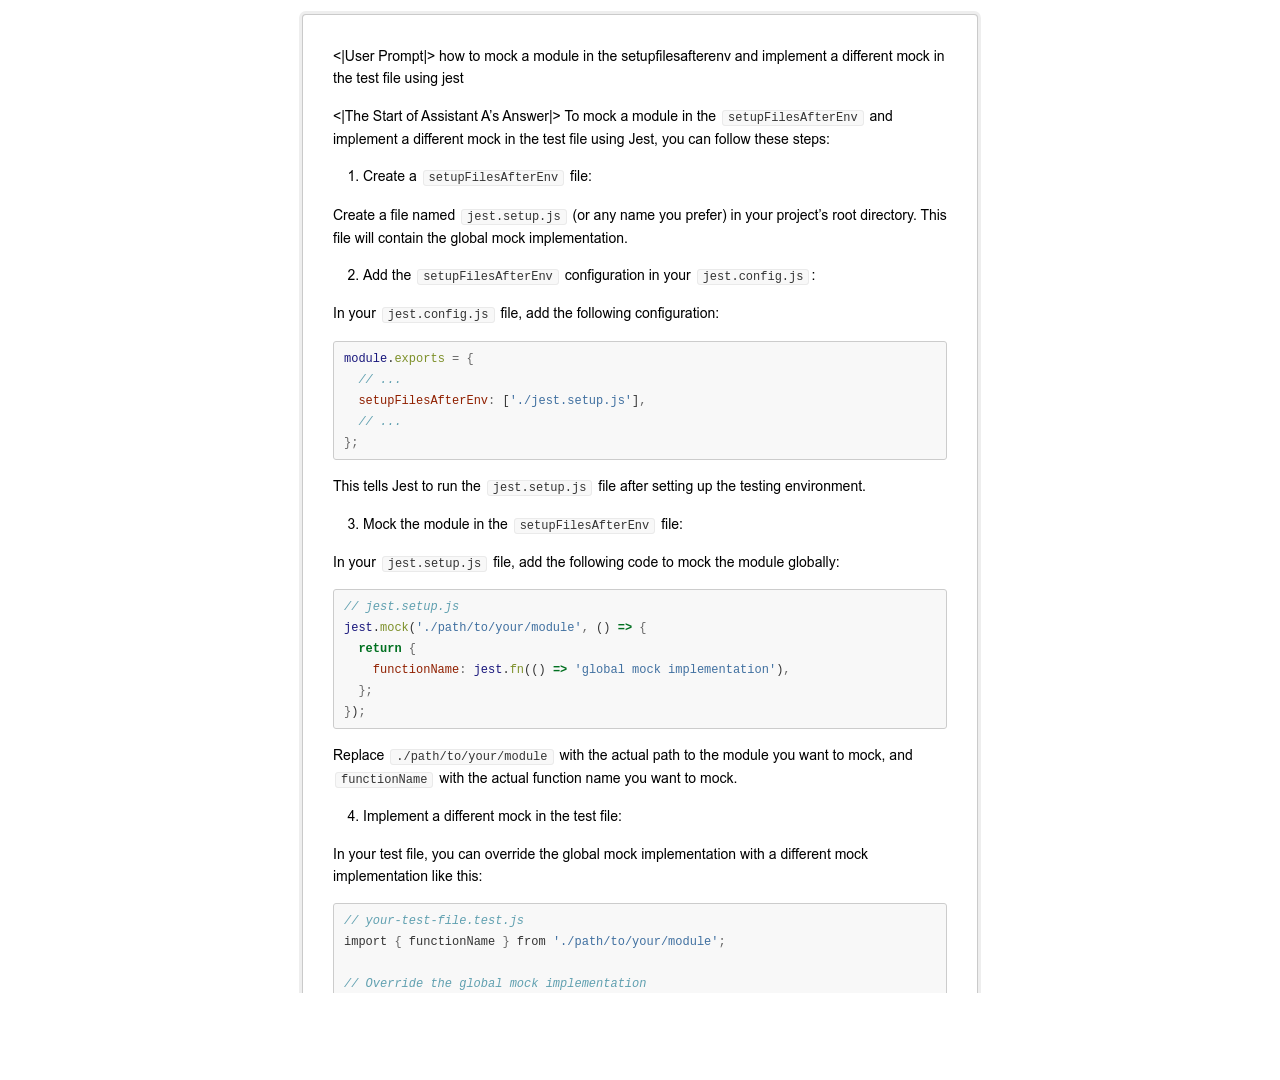 <|User Prompt|> how to mock a module in the setupfilesafterenv and implement a different mock in
the test file using jest
<|The Start of Assistant A’s Answer|> To mock a module in the setupFilesAfterEnv and
implement a different mock in the test file using Jest, you can follow these steps:
1. Create a setupFilesAfterEnv file:
Create a file named jest.setup.js (or any name you prefer) in your project’s root directory. This
file will contain the global mock implementation.
2. Add the setupFilesAfterEnv configuration in your jest.config.js :
In your jest.config.js file, add the following configuration:
module.exports = {
  // ...
  setupFilesAfterEnv: ['./jest.setup.js'],
  // ...
};
This tells Jest to run the jest.setup.js file after setting up the testing environment.
3. Mock the module in the setupFilesAfterEnv file:
In your jest.setup.js file, add the following code to mock the module globally:
// jest.setup.js
jest.mock('./path/to/your/module', () => {
  return {
    functionName: jest.fn(() => 'global mock implementation'),
  };
});
Replace ./path/to/your/module with the actual path to the module you want to mock, and
functionName with the actual function name you want to mock.
4. Implement a different mock in the test file:
In your test file, you can override the global mock implementation with a different mock
implementation like this:
// your-test-file.test.js
import { functionName } from './path/to/your/module';
// Override the global mock implementation